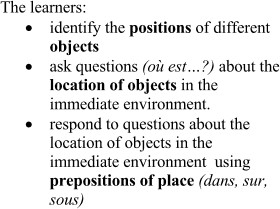 The learners:
• identify the positions of different
objects
• ask questions (où est…?) about the
location of objects in the
immediate environment.
• respond to questions about the
location of objects in the
immediate environment using
prepositions of place (dans, sur,
sous)